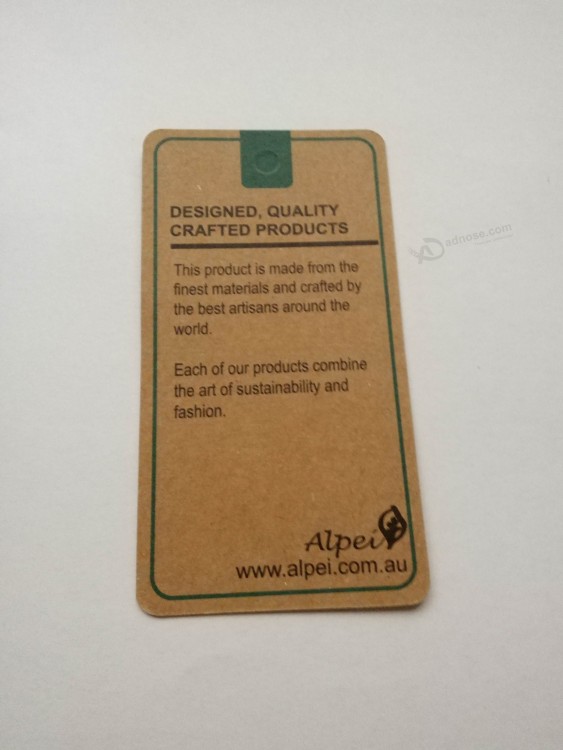 DESIGNED, QUALITY
CRAFTED PRODUCTS
adnose.com
This product is made from the
finest materials and crafted by
the best artisans around the
world.
Each of our products combine
the art of sustainability and
fashion.
Alpei
www.alpei.com.au